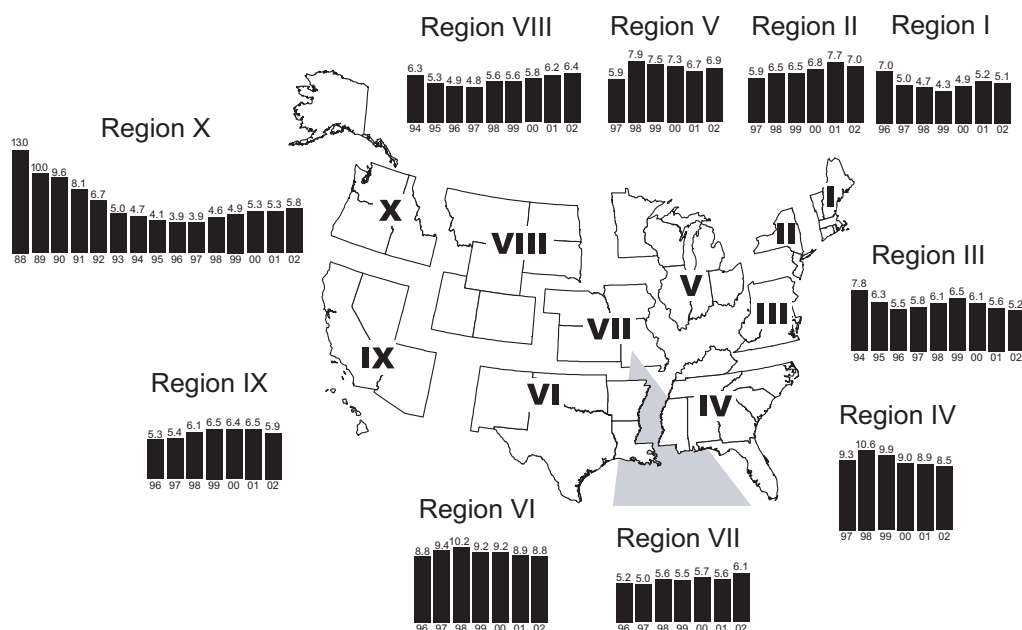 Region VIII
6.3 5.3 4.9 4.8 5.6 5.6 5.8 6.2 6.4
94 95 96 97 98 99 00 01 02
Region V
5.9 7.9 7.5 7.3 6.7 6.9
97 98 99 00 01 02
Region II
5.9 6.5 6.5 6.8 7.7 7.0
97 98 99 00 01 02
Region I
7.0 5.0 4.7 4.3 4.9 5.2 5.1
96 97 98 99 00 01 02
Region X
13.0 10.0 9.6 8.1 6.7 5.0 4.7 4.1 3.9 3.9 4.6 4.9 5.3 5.3 5.8
88 89 90 91 92 93 94 95 96 97 98 99 00 01 02
X
VIII
I
II
V
III
VII
IX
VI
IV
Region III
7.8 6.3 5.5 5.8 6.1 6.5 6.1 5.6 5.2
94 95 96 97 98 99 00 01 02
Region IX
5.3 5.4 6.1 6.5 6.4 6.5 5.9
96 97 98 99 00 01 02
Region IV
9.3 10.6 9.9 9.0 8.9 8.5
97 98 99 00 01 02
Region VI
8.8 9.4 10.2 9.2 9.2 8.9 8.8
96 97 98 99 00 01 02
Region VII
5.2 5.0 5.6 5.5 5.7 5.6 6.1
96 97 98 99 00 01 02